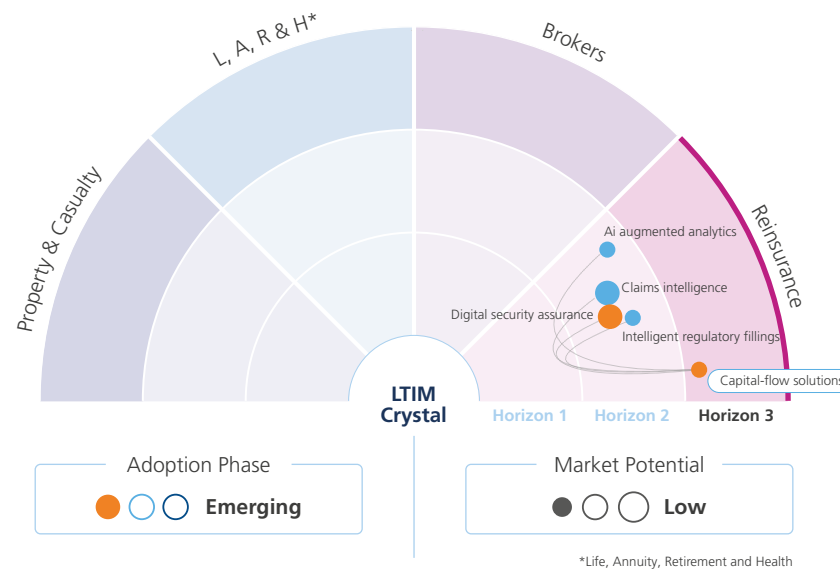 L, A, R & H*
Brokers
Property & Casualty
Reinsurance
Ai augmented analytics
Claims intelligence
Digital security assurance
Intelligent regulatory fillings
Capital-flow solutions
LTIM
Crystal
Horizon 1
Horizon 2
Horizon 3
Adoption Phase
Emerging
Market Potential
Low
*Life, Annuity, Retirement and Health